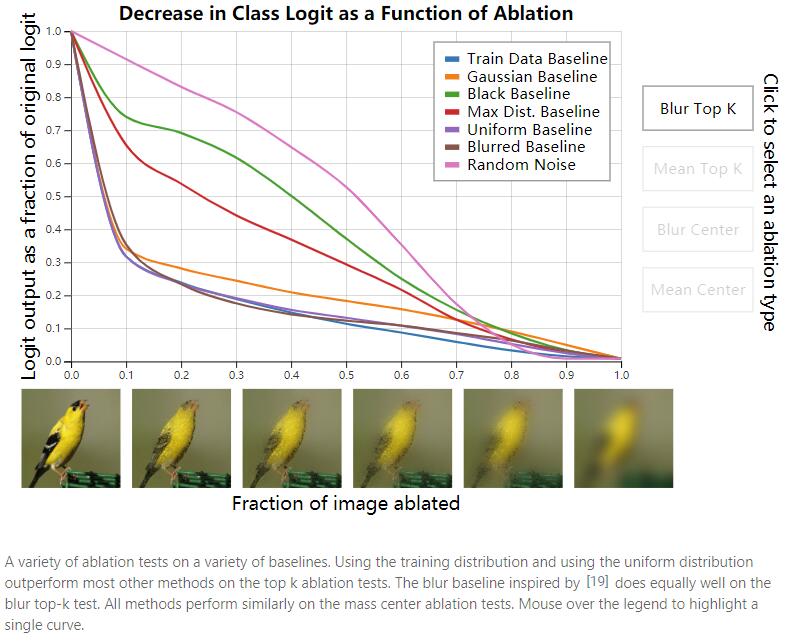 Decrease in Class Logit as a Function of Ablation
Logit output as a fraction of original logit
1.0
0.9
0.8
0.7
0.6
0.5
0.4
0.3
0.2
0.1
0.0
0.0 0.1 0.2 0.3 0.4 0.5 0.6 0.7 0.8 0.9 1.0
Train Data Baseline
Gaussian Baseline
Black Baseline
Max Dist. Baseline
Uniform Baseline
Blurred Baseline
Random Noise
Blur Top K
Mean Top K
Blur Center
Mean Center
Click to select an ablation type
Fraction of image ablated
A variety of ablation tests on a variety of baselines. Using the training distribution and using the uniform distribution
outperform most other methods on the top k ablation tests. The blur baseline inspired by [19] does equally well on the
blur top-k test. All methods perform similarly on the mass center ablation tests. Mouse over the legend to highlight a
single curve.